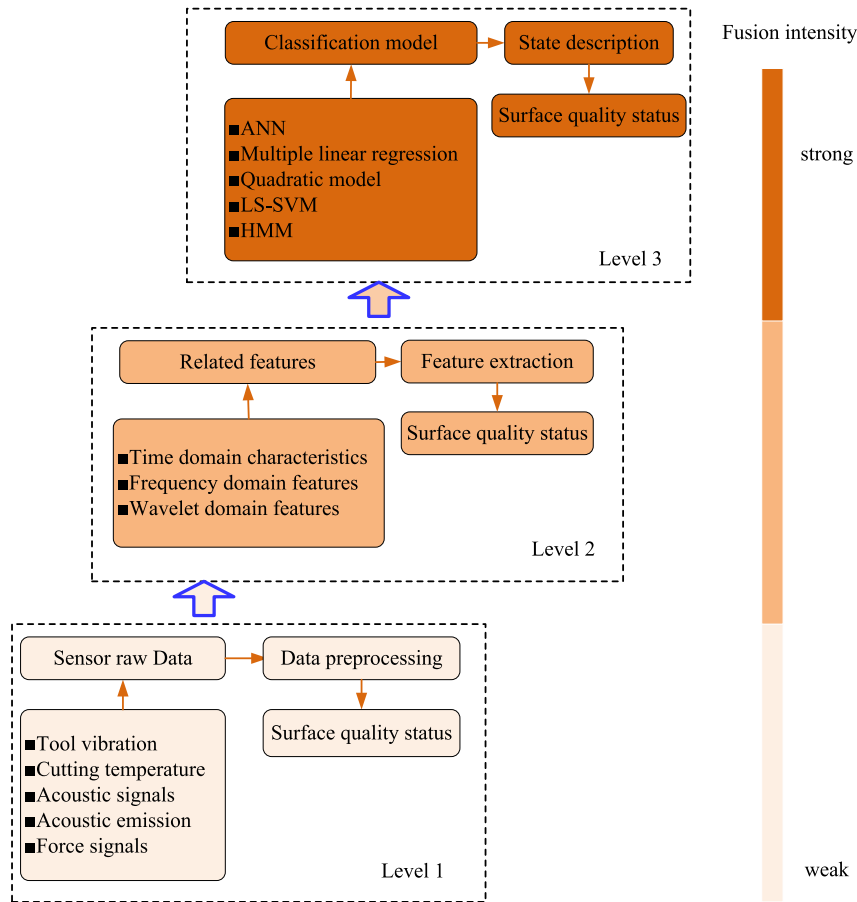 Fusion intensity
Classification model
State description
Surface quality status
■ANN
■Multiple linear regression
■Quadratic model
■LS-SVM
■HMM
Level 3
strong
Related features
Feature extraction
Surface quality status
■Time domain characteristics
■Frequency domain features
■Wavelet domain features
Level 2
Sensor raw Data
Data preprocessing
Surface quality status
■Tool vibration
■Cutting temperature
■Acoustic signals
■Acoustic emission
■Force signals
Level 1
weak